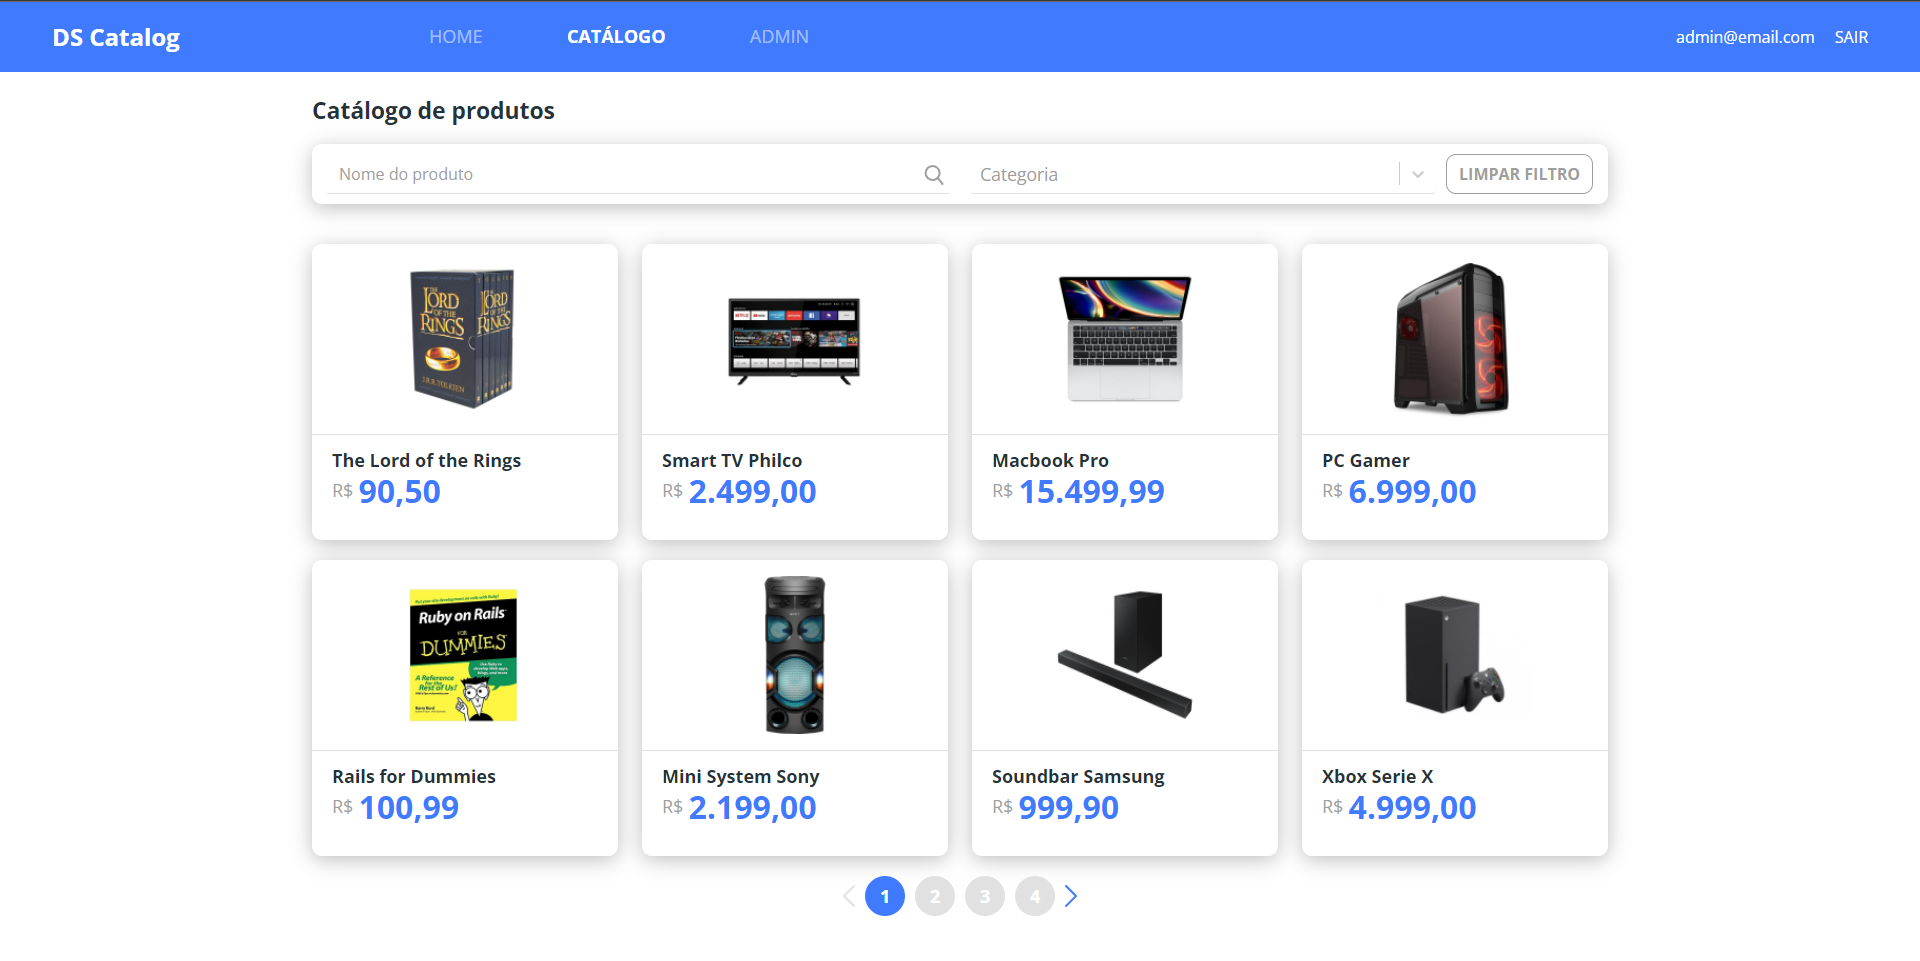 DS Catalog HOME CATÁLOGO ADMIN admin@email.com SAIR
Catálogo de produtos
Nome do produto Categoria LIMPAR FILTRO
THE
LORD
OF THE
RINGS
J.R.R. TOLKIEN
LORD
OF THE
RINGS
The Lord of the Rings
R$ 90,50
Smart TV Philco
R$ 2.499,00
Macbook Pro
R$ 15.499,99
PC Gamer
R$ 6.999,00
Ruby on Rails
FOR
DUMMIES
A Reference
for the
Rest of Us!
Rails for Dummies
R$ 100,99
Mini System Sony
R$ 2.199,00
Soundbar Samsung
R$ 999,90
Xbox Serie X
R$ 4.999,00
1 2 3 4